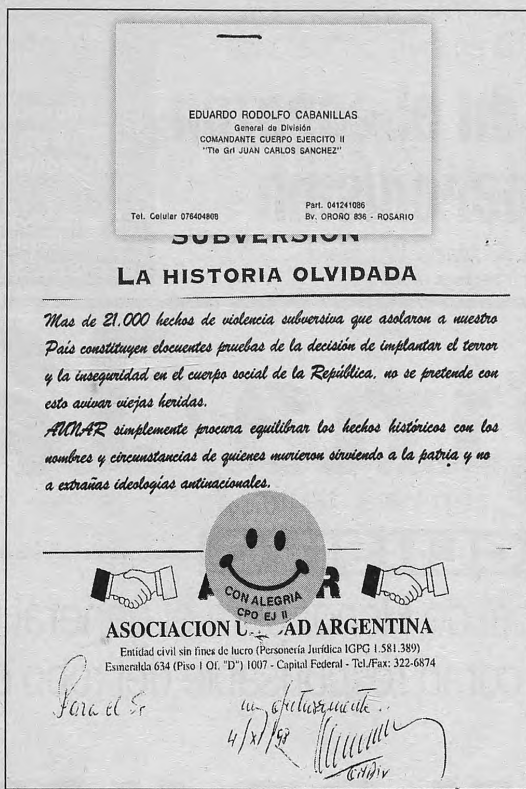 EDUARDO RODOLFO CABANILLAS
General de División
COMANDANTE CUERPO EJERCITO II
"Tte Grl JUAN CARLOS SANCHEZ"
Part. 041241086
Tel. Celular 076404808
Bv. OROÑO 836 - ROSARIO
SUBVERSION
LA HISTORIA OLVIDADA
Mas de 21.000 hechos de violencia subversiva que asolaron a nuestro
País constituyen elocuentes pruebas de la decisión de implantar el terror
y la inseguridad en el cuerpo social de la República, no se pretende con
esto avivar viejas heridas.
AUNAR simplemente procura equilibrar los hechos históricos con los
nombres y circunstancias de quienes murieron sirviendo a la patria y no
a extrañas ideologías antinacionales.
CON ALEGRIA
CPO EJ II
A R
ASOCIACION U AD ARGENTINA
Entidad civil sin fines de lucro (Personería Jurídica IGPG 1.581.389)
Esmeralda 634 (Piso 1 Of. "D") 1007 - Capital Federal - Tel./Fax: 322-6874
Para el Sr
muy afectuosamente
4/XI/98